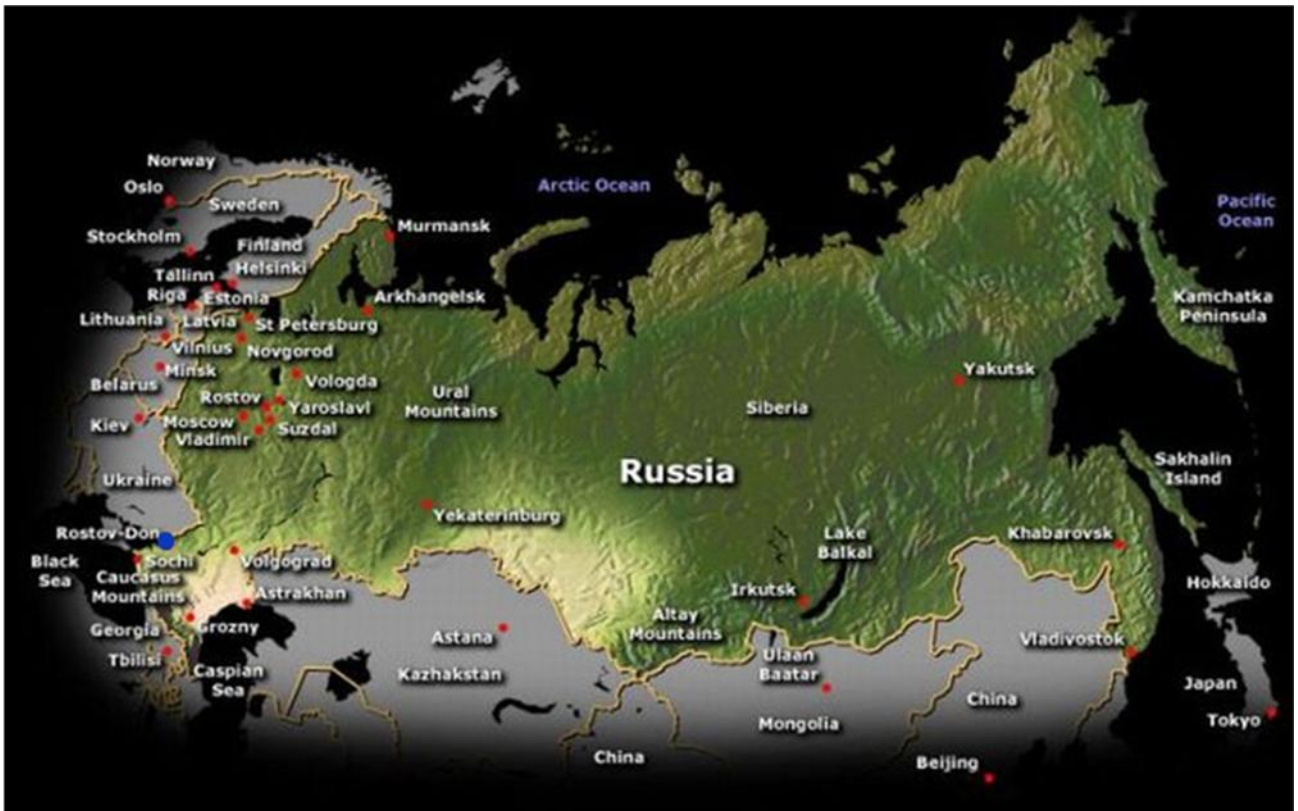 Norway
Oslo
Sweden
Arctic Ocean
Pacific
Ocean
Stockholm
Finland
Murmansk
Tallinn
Helsinki
Riga
Estonia
Arkhangelsk
Kamchatka
Peninsula
Lithuania
Latvia
St Petersburg
Vilnius
Novgorod
Minsk
Belarus
Vologda
Yakutsk
Rostov
Yaroslavl
Ural
Mountains
Siberia
Kiev
Moscow
Suzdal
Vladimir
Russia
Sakhalin
Island
Ukraine
Yekaterinburg
Rostov-Don
Lake
Balkal
Khabarovsk
Black
Sea
Sochi
Volgograd
Caucasus
Mountains
Astrakhan
Irkutsk
Hokkaido
Georgia
Grozny
Astana
Altay
Mountains
Vladivostok
Tbilisi
Caspian
Sea
Kazhakstan
Ulaan
Baatar
China
Japan
Mongolia
Tokyo
China
Beijing